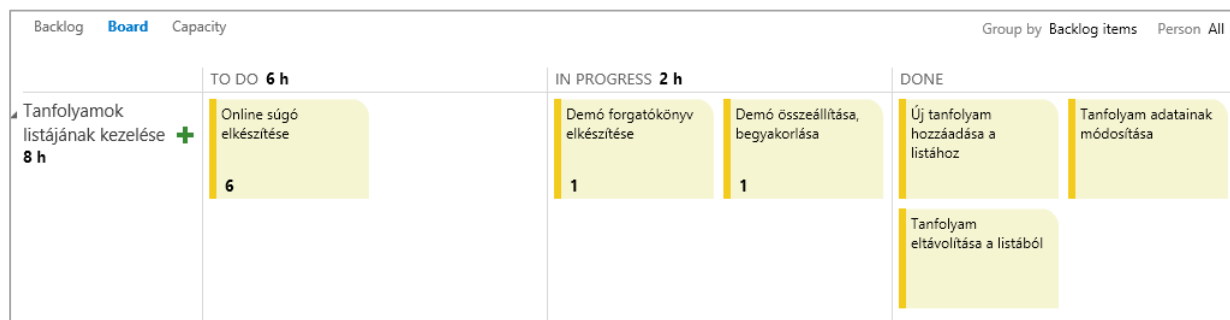 Backlog Board Capacity
Group by Backlog items Person All
TO DO 6 h
IN PROGRESS 2 h
DONE
Tanfolyamok
listájának kezelése
8 h
Online súgó
elkészítése
6
Demó forgatókönyv
elkészítése
1
Demó összeállítása,
begyakorlása
1
Új tanfolyam
hozzáadása a
listához
Tanfolyam adatainak
módosítása
Tanfolyam
eltávolítása a listából